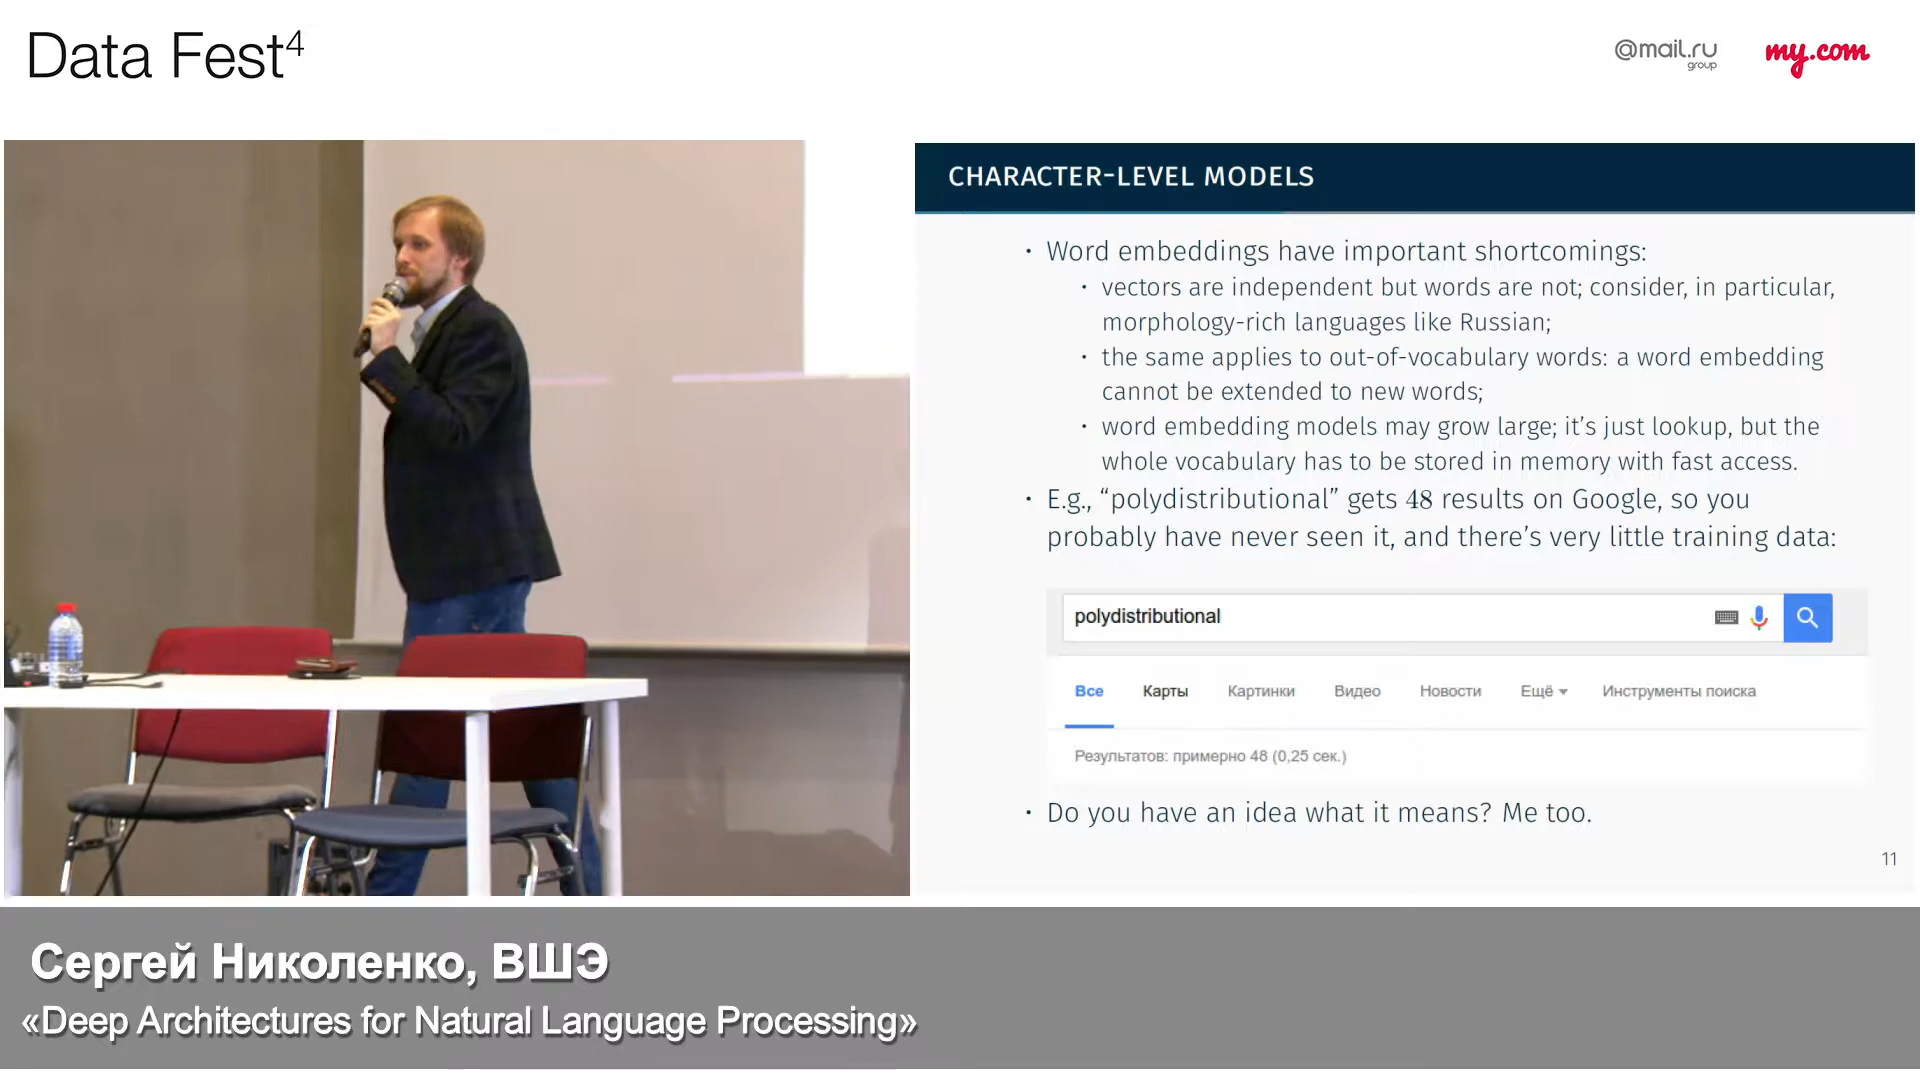 Data Fest⁴
@mail.ru
group
my.com
CHARACTER-LEVEL MODELS
· Word embeddings have important shortcomings:
· vectors are independent but words are not; consider, in particular,
morphology-rich languages like Russian;
· the same applies to out-of-vocabulary words: a word embedding
cannot be extended to new words;
· word embedding models may grow large; it’s just lookup, but the
whole vocabulary has to be stored in memory with fast access.
· E.g., “polydistributional” gets 48 results on Google, so you
probably have never seen it, and there’s very little training data:
polydistributional
Все Карты Картинки Видео Новости Ещё Инструменты поиска
Результатов: примерно 48 (0,25 сек.)
· Do you have an idea what it means? Me too.
11
Сергей Николенко, ВШЭ
«Deep Architectures for Natural Language Processing»